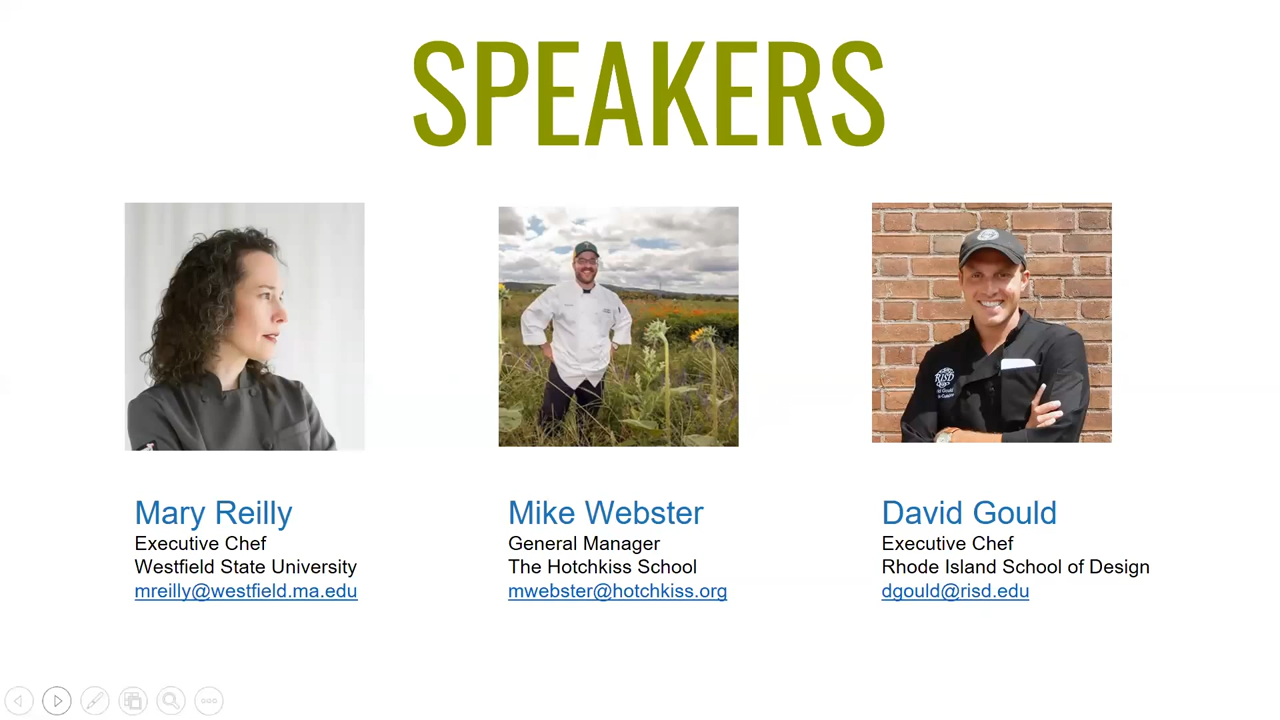 SPEAKERS
Mary Reilly
Executive Chef
Westfield State University
mreilly@westfield.ma.edu
Mike Webster
General Manager
The Hotchkiss School
mwebster@hotchkiss.org
RISD
David Gould
Executive Chef
Rhode Island School of Design
dgould@risd.edu